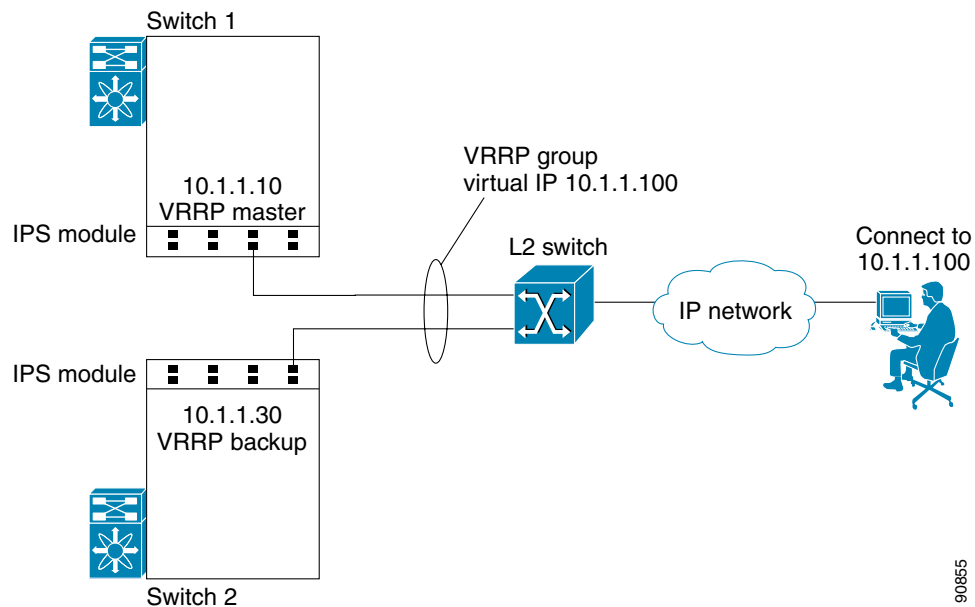 Switch 1
10.1.1.10
VRRP master
IPS module
VRRP group
virtual IP 10.1.1.100
L2 switch
IP network
Connect to
10.1.1.100
IPS module
10.1.1.30
VRRP backup
Switch 2
90855